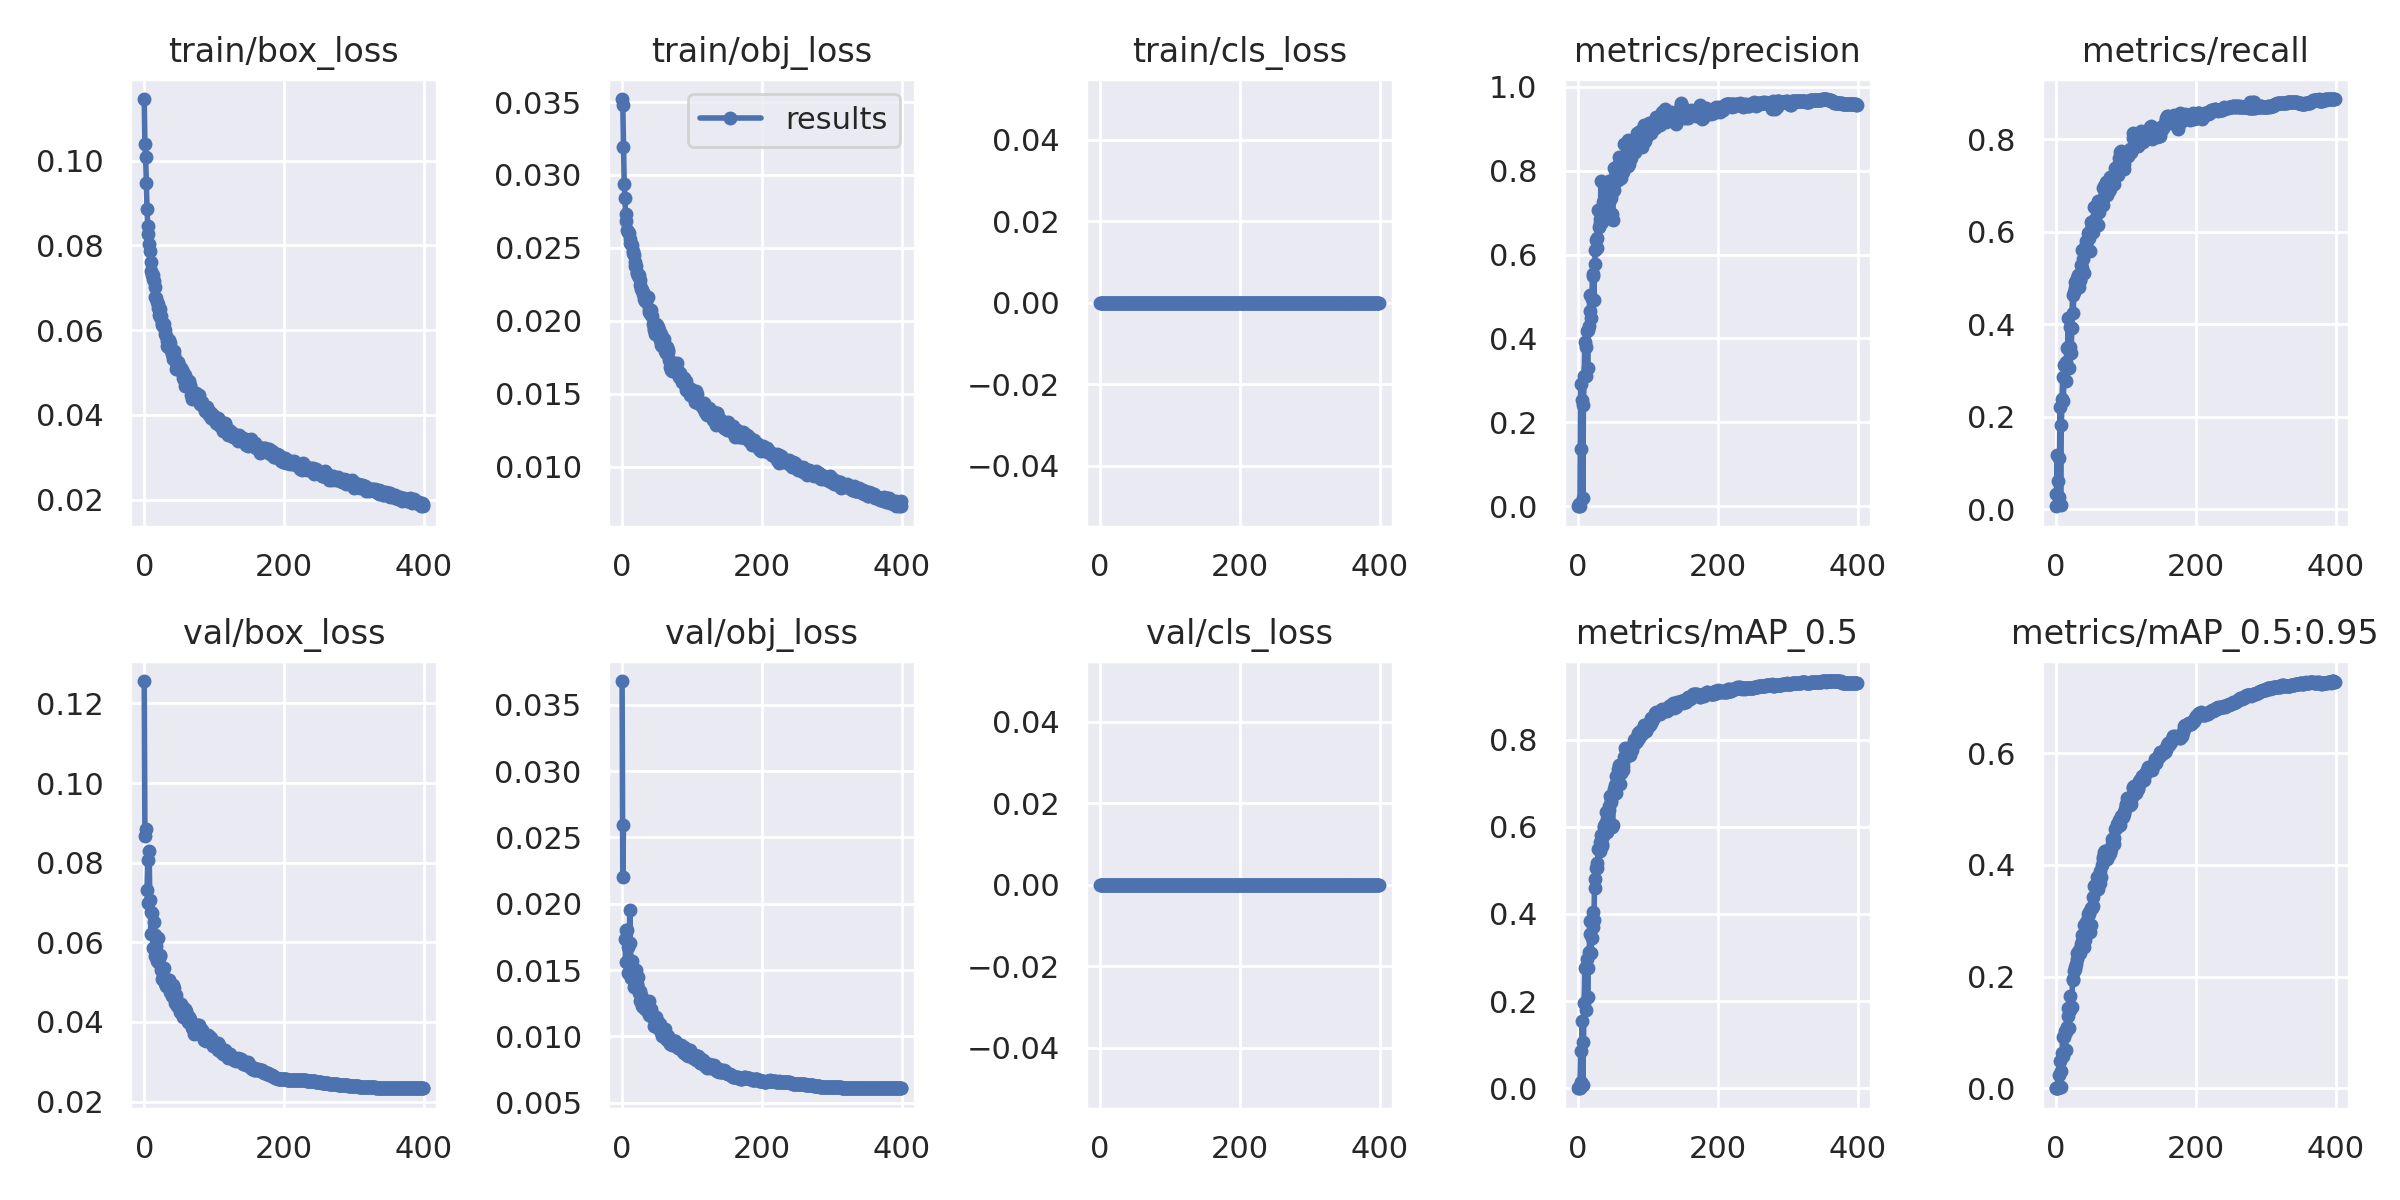 train/box_loss
train/obj_loss
train/cls_loss
metrics/precision
metrics/recall
0.10
0.08
0.06
0.04
0.02
0 200 400
0.035
0.030
0.025
0.020
0.015
0.010
results
0 200 400
0.04
0.02
0.00
−0.02
−0.04
0 200 400
1.0
0.8
0.6
0.4
0.2
0.0
0 200 400
0.8
0.6
0.4
0.2
0.0
0 200 400
val/box_loss
val/obj_loss
val/cls_loss
metrics/mAP_0.5
metrics/mAP_0.5:0.95
0.12
0.10
0.08
0.06
0.04
0.02
0 200 400
0.035
0.030
0.025
0.020
0.015
0.010
0.005
0 200 400
0.04
0.02
0.00
−0.02
−0.04
0 200 400
0.8
0.6
0.4
0.2
0.0
0 200 400
0.6
0.4
0.2
0.0
0 200 400